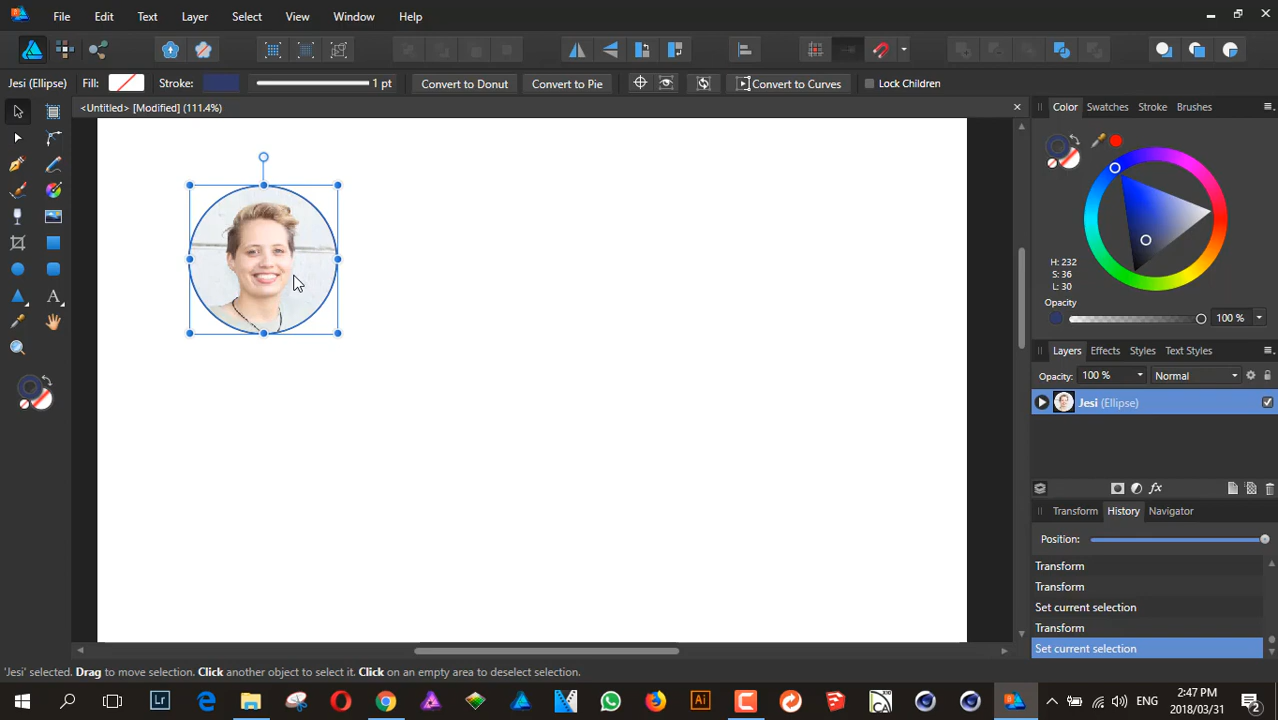 File Edit Text Layer Select View Window Help
Jesi (Ellipse) Fill: Stroke: 1 pt Convert to Donut Convert to Pie Convert to Curves Lock Children
<Untitled> [Modified] (111.4%)
Color Swatches Stroke Brushes
H: 232
S: 36
L: 30
Opacity
100 %
Layers Effects Styles Text Styles
Opacity: 100 % Normal
Jesi (Ellipse)
Transform History Navigator
Position:
Transform
Transform
Set current selection
Transform
Set current selection
'Jesi' selected. Drag to move selection. Click another object to select it. Click on an empty area to deselect selection.
Lr Ai ENG 2:47 PM
2018/03/31 2